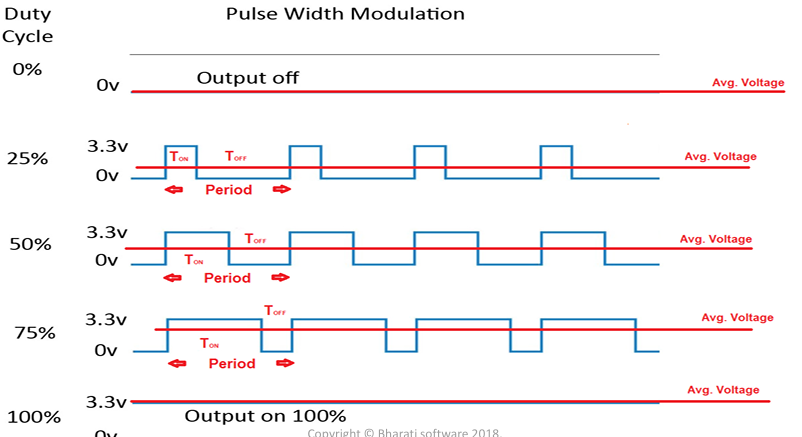 Duty
Cycle
Pulse Width Modulation
0%
Output off
0v
Avg. Voltage
25%
3.3v
0v
TON
TOFF
Period
Avg. Voltage
50%
3.3v
0v
TOFF
TON
Period
Avg. Voltage
75%
3.3v
0v
TOFF
TON
Period
Avg. Voltage
100%
3.3v
Output on 100%
Avg. Voltage
0v
Copyright © Bharati software 2018.